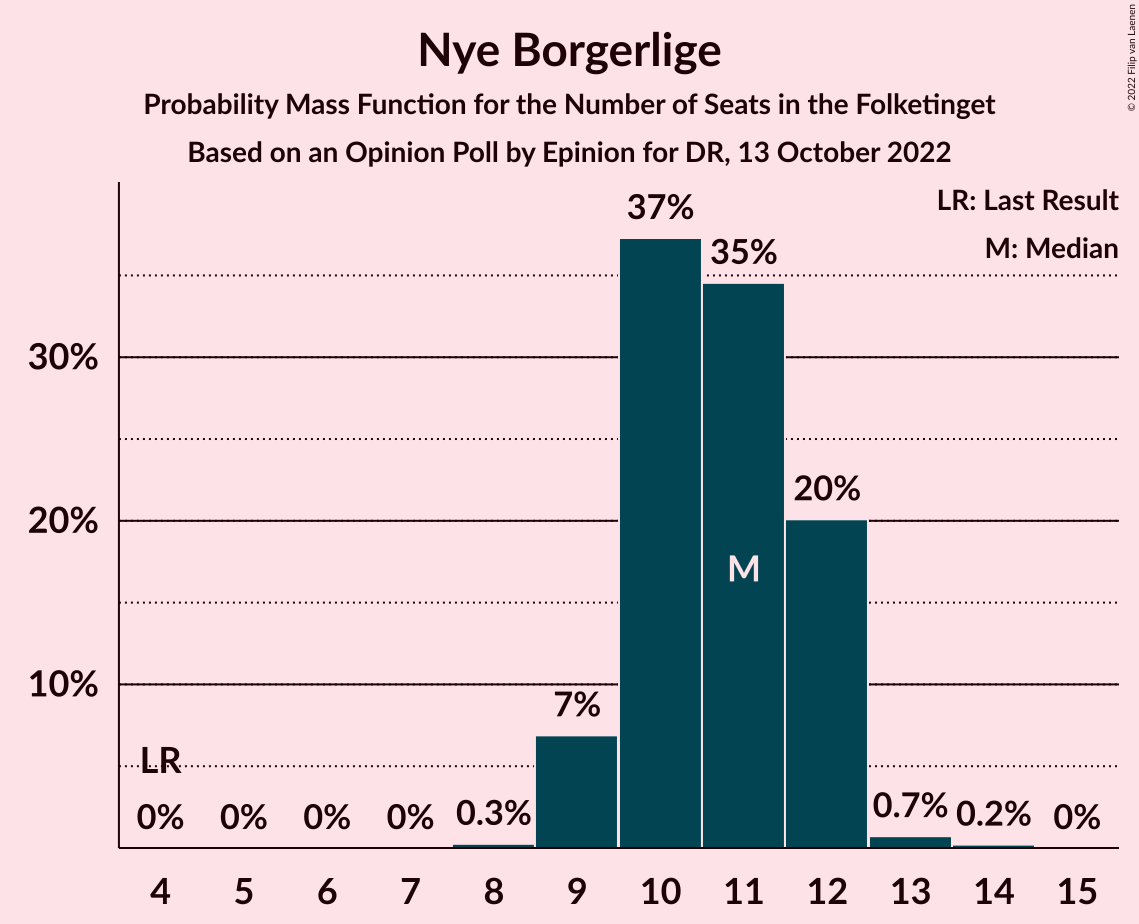 Nye Borgerlige
Probability Mass Function for the Number of Seats in the Folketinget
Based on an Opinion Poll by Epinion for DR, 13 October 2022
© 2022 Filip van Laenen
LR: Last Result
M: Median
37%
35%
30%
20%
20%
M
10%
7%
LR
0% 0% 0% 0% 0.3% 0.7% 0.2% 0%
4 5 6 7 8 9 10 11 12 13 14 15